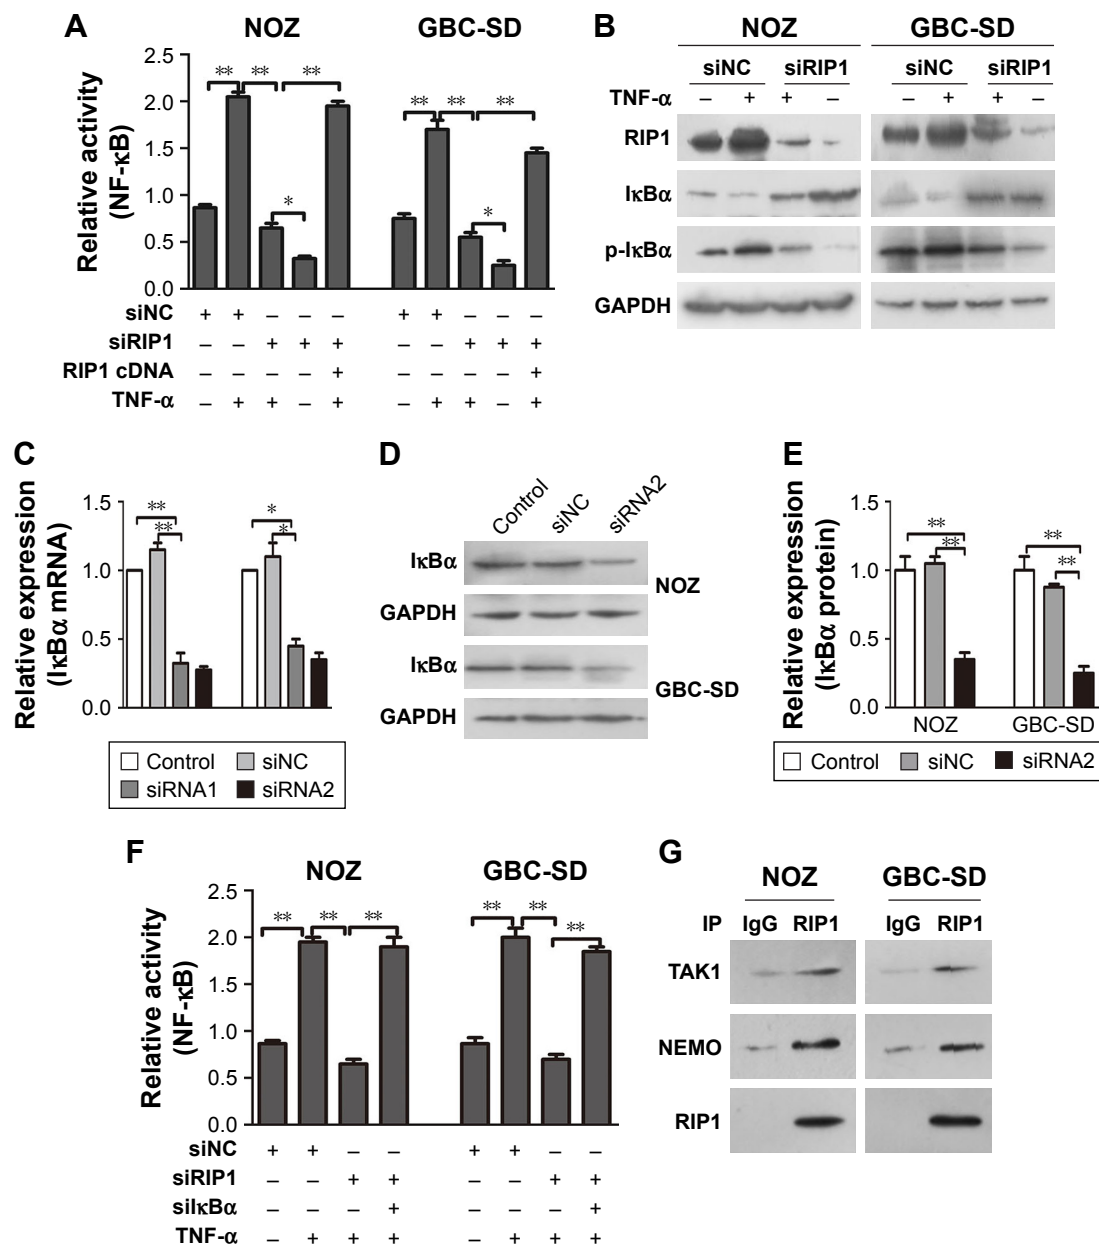 A
NOZ GBC-SD
Relative activity
(NF-κB)
2.5
2.0
1.5
1.0
0.5
0.0
** ** ** *
** ** ** *
siNC + + – – – + + – – –
siRIP1 – – + + + – – + + +
RIP1 cDNA – – – – + – – – – +
TNF-α – + + – + – + + – +
B
NOZ GBC-SD
siNC siRIP1 siNC siRIP1
TNF-α – + + – – + + –
RIP1
IκBα
p-IκBα
GAPDH
C
Relative expression
(IκBα mRNA)
1.5
1.0
0.5
0.0
** ** * *
Control siNC
siRNA1 siRNA2
D
Control siNC siRNA2
IκBα
GAPDH
NOZ
IκBα
GAPDH
GBC-SD
E
Relative expression
(IκBα protein)
1.5
1.0
0.5
0.0
** ** ** **
NOZ GBC-SD
Control siNC siRNA2
F
NOZ GBC-SD
Relative activity
(NF-κB)
2.5
2.0
1.5
1.0
0.5
0.0
** ** ** ** ** **
siNC + + – – + + – –
siRIP1 – – + + – – + +
siIκBα – – – + – – – +
TNF-α – + + + – + + +
G
NOZ GBC-SD
IP IgG RIP1 IgG RIP1
TAK1
NEMO
RIP1